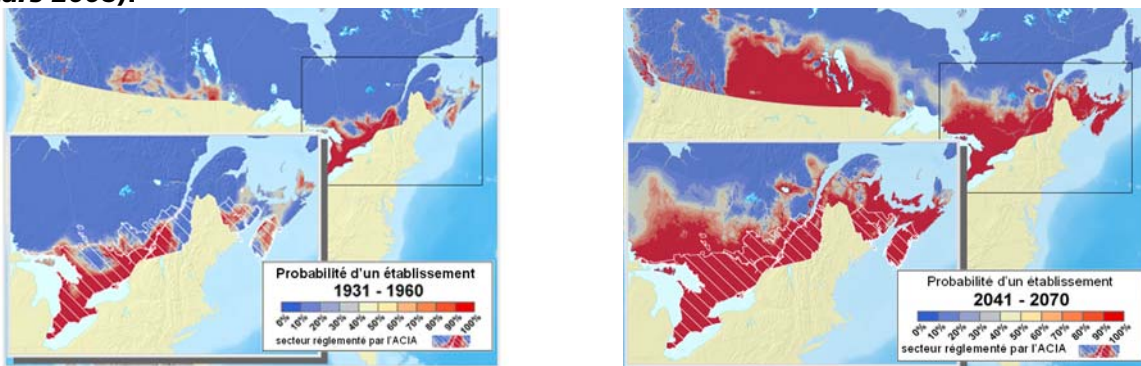 Probabilité d'un établissement
1931 - 1960
0% 10% 20% 30% 40% 50% 60% 70% 80% 90% 100%
secteur réglementé par l'ACIA
Probabilité d'un établissement
2041 - 2070
0% 10% 20% 30% 40% 50% 60% 70% 80% 90% 100%
secteur réglementé par l'ACIA